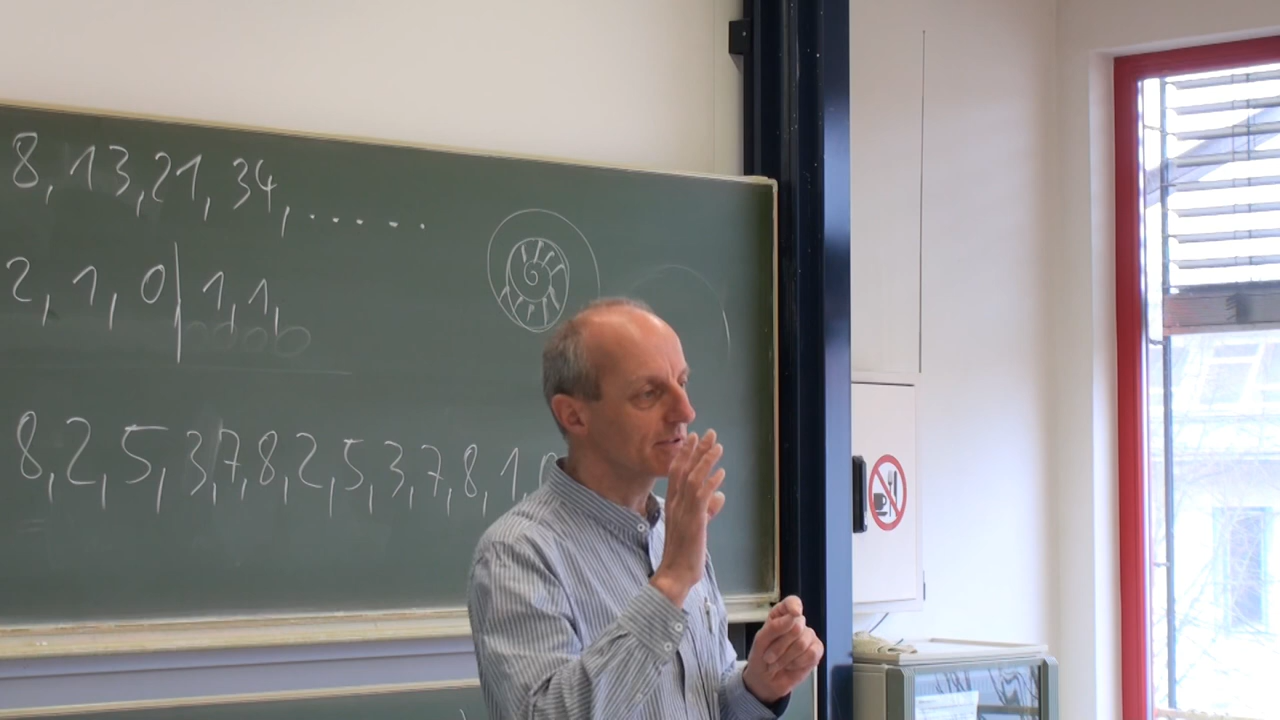 8, 13, 21, 34, .....
2, 1, 0 | 1, 1,
8, 2, 5, 3, 7, 8, 2, 5, 3, 7, 8, 1,